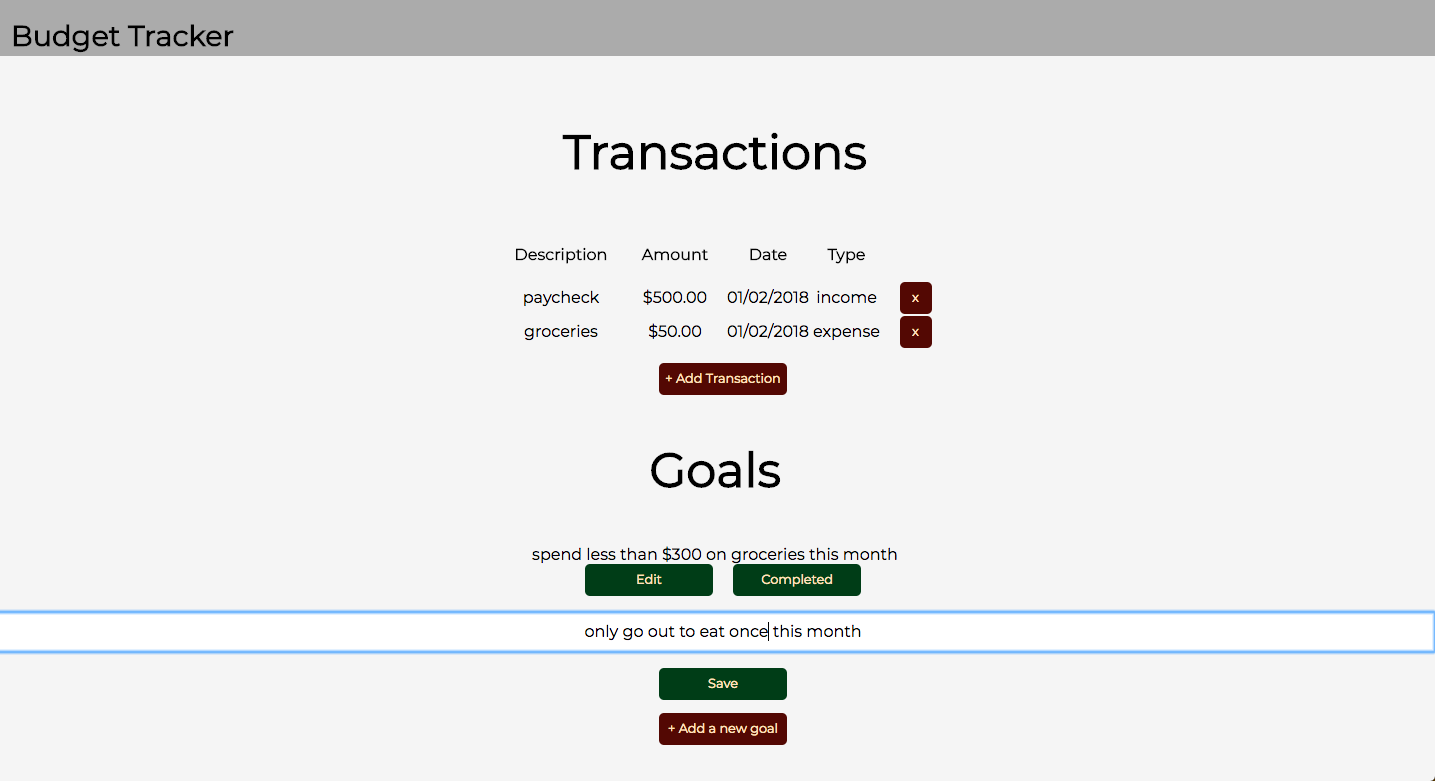 Budget Tracker
Transactions
Description Amount Date Type
paycheck $500.00 01/02/2018 income x
groceries $50.00 01/02/2018 expense x
+ Add Transaction
Goals
spend less than $300 on groceries this month
Edit Completed
only go out to eat once this month
Save
+ Add a new goal